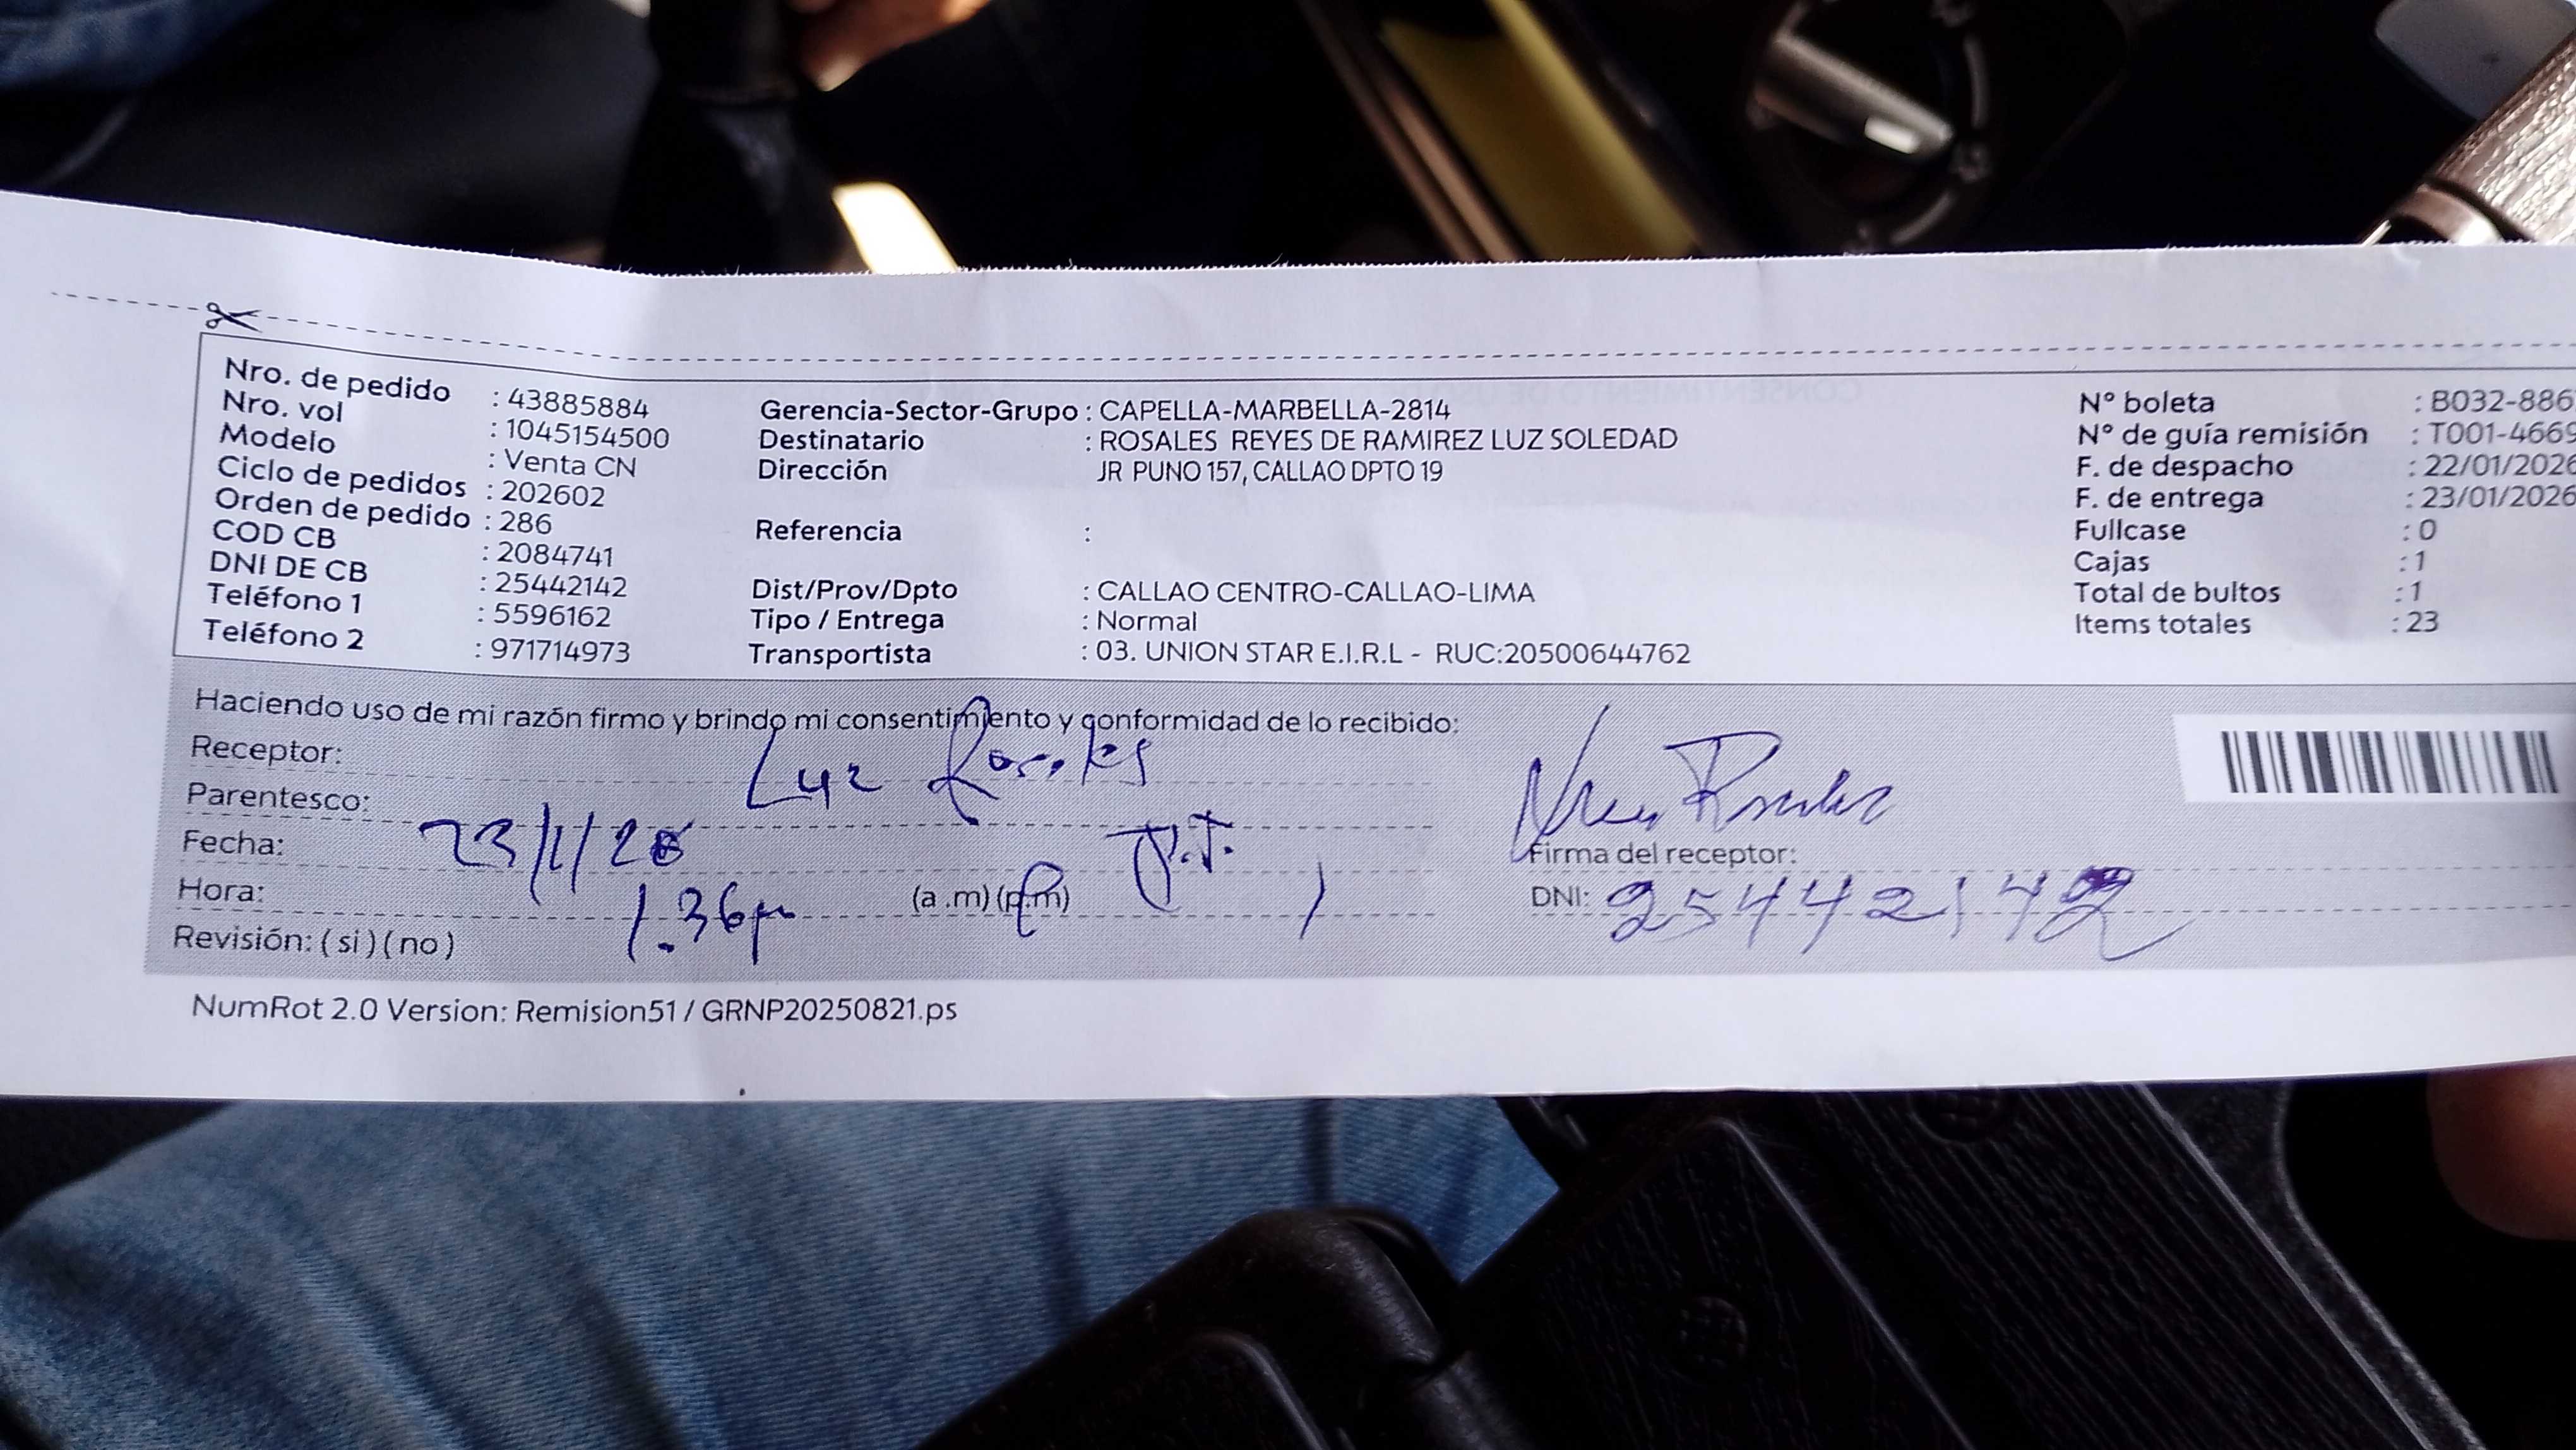 Nro. de pedido : 43885884
Nro. vol : 1045154500
Modelo : Venta CN
Ciclo de pedidos : 202602
Orden de pedido : 286
COD CB : 2084741
DNI DE CB : 25442142
Teléfono 1 : 5596162
Teléfono 2 : 971714973
Gerencia-Sector-Grupo : CAPELLA-MARBELLA-2814
Destinatario : ROSALES REYES DE RAMIREZ LUZ SOLEDAD
Dirección JR PUNO 157, CALLAO DPTO 19
Referencia :
Dist/Prov/Dpto : CALLAO CENTRO-CALLAO-LIMA
Tipo / Entrega : Normal
Transportista : 03. UNION STAR E.I.R.L - RUC:20500644762
N° boleta : B032-886
N° de guía remisión : T001-4669
F. de despacho : 22/01/2026
F. de entrega : 23/01/2026
Fullcase : 0
Cajas : 1
Total de bultos : 1
Items totales : 23
Haciendo uso de mi razón firmo y brindo mi consentimiento y conformidad de lo recibido:
Receptor: Luz Rosales
Parentesco:
Fecha: 23/1/26
Hora: 1.36pm (a.m) (p.m)
Revisión: ( si ) ( no )
Firma del receptor:
DNI: 25442142
NumRot 2.0 Version: Remision51 / GRNP20250821.ps